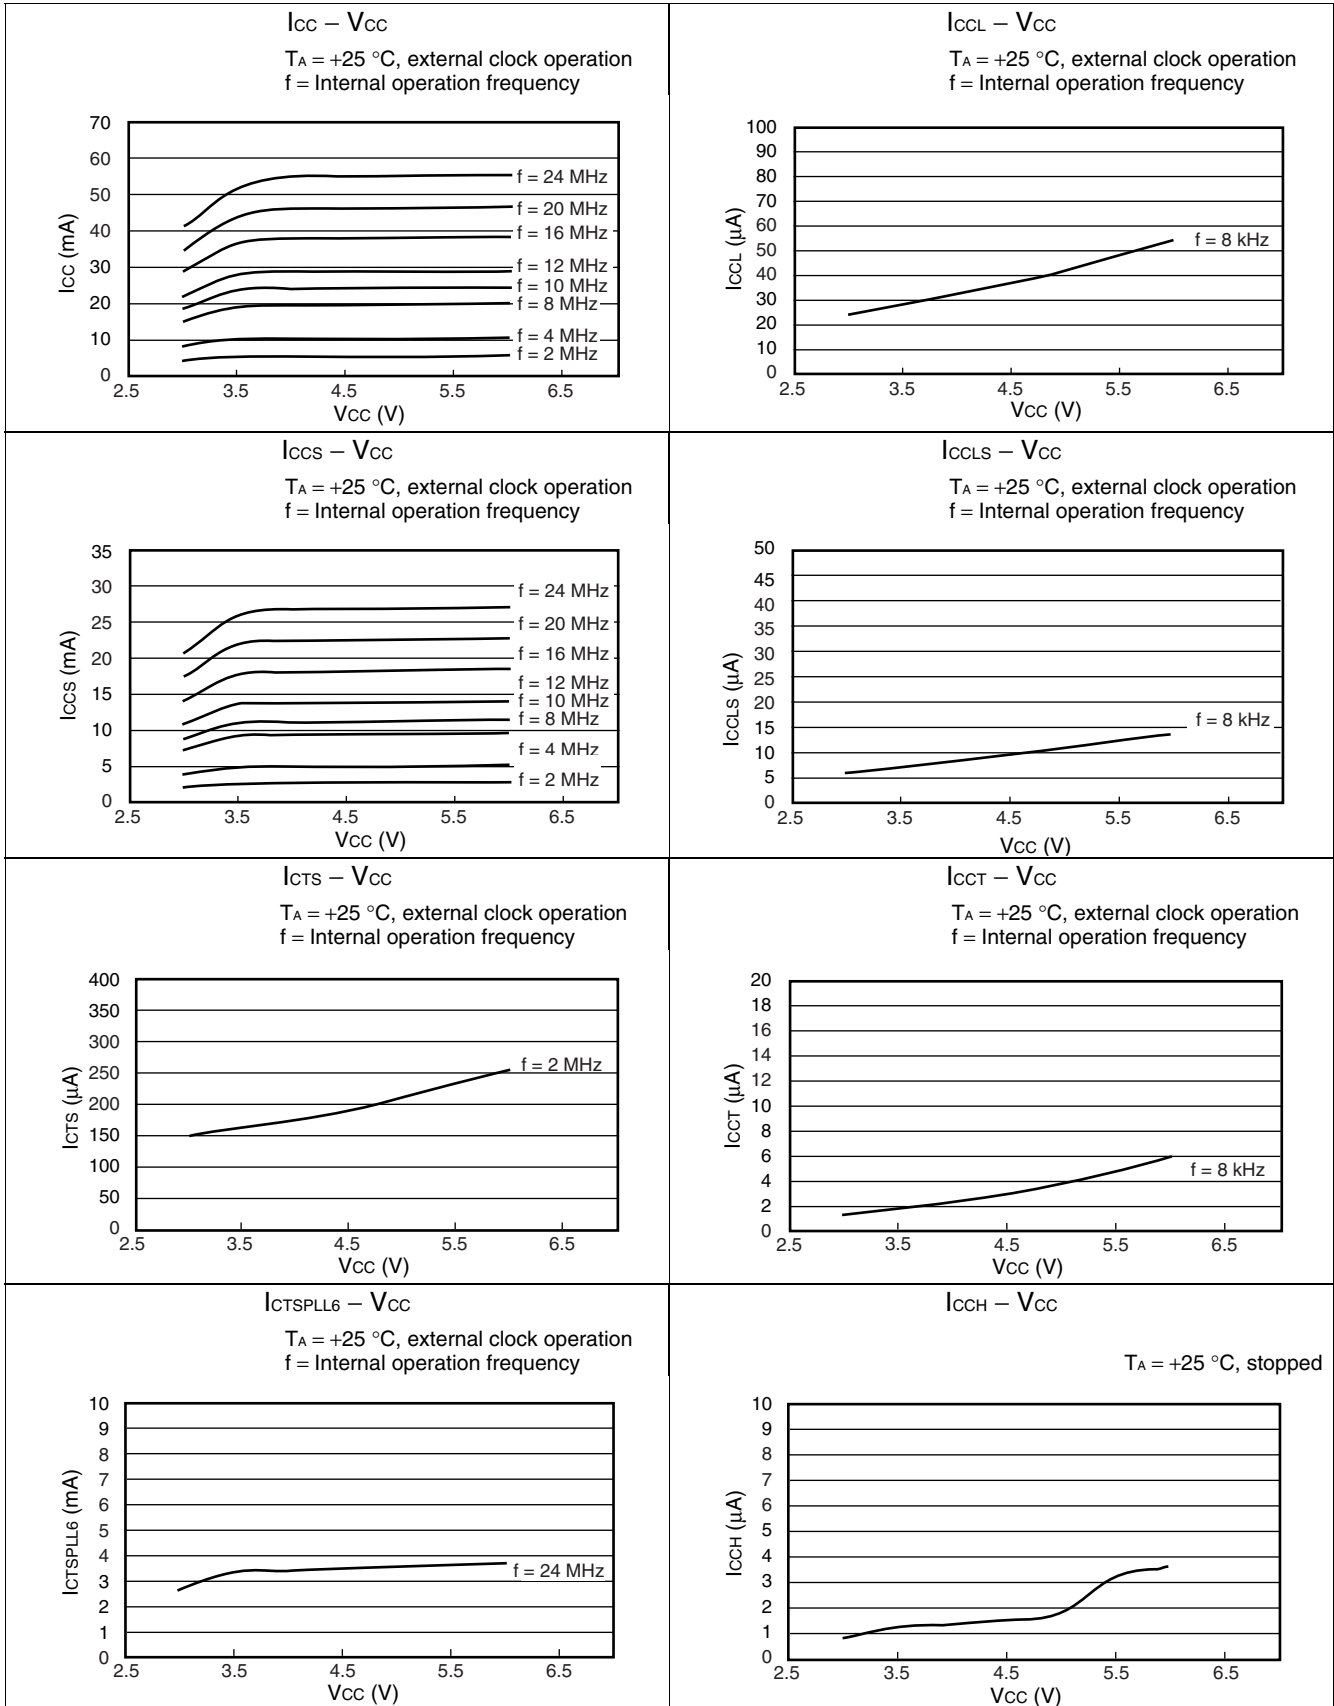 ICC – VCC
TA = +25 °C, external clock operation
f = Internal operation frequency
70
60
50
40
30
20
10
0
ICC (mA)
f = 24 MHz
f = 20 MHz
f = 16 MHz
f = 12 MHz
f = 10 MHz
f = 8 MHz
f = 4 MHz
f = 2 MHz
2.5 3.5 4.5 5.5 6.5
VCC (V)
ICCL – VCC
TA = +25 °C, external clock operation
f = Internal operation frequency
100
90
80
70
60
50
40
30
20
10
0
ICCL (μA)
f = 8 kHz
2.5 3.5 4.5 5.5 6.5
VCC (V)
ICCS – VCC
TA = +25 °C, external clock operation
f = Internal operation frequency
35
30
25
20
15
10
5
0
ICCS (mA)
f = 24 MHz
f = 20 MHz
f = 16 MHz
f = 12 MHz
f = 10 MHz
f = 8 MHz
f = 4 MHz
f = 2 MHz
2.5 3.5 4.5 5.5 6.5
VCC (V)
ICCLS – VCC
TA = +25 °C, external clock operation
f = Internal operation frequency
50
45
40
35
30
25
20
15
10
5
0
ICCLS (μA)
f = 8 kHz
2.5 3.5 4.5 5.5 6.5
VCC (V)
ICTS – VCC
TA = +25 °C, external clock operation
f = Internal operation frequency
400
350
300
250
200
150
100
50
0
ICTS (μA)
f = 2 MHz
2.5 3.5 4.5 5.5 6.5
VCC (V)
ICCT – VCC
TA = +25 °C, external clock operation
f = Internal operation frequency
20
18
16
14
12
10
8
6
4
2
0
ICCT (μA)
f = 8 kHz
2.5 3.5 4.5 5.5 6.5
VCC (V)
ICTSPLL6 – VCC
TA = +25 °C, external clock operation
f = Internal operation frequency
10
9
8
7
6
5
4
3
2
1
0
ICTSPLL6 (mA)
f = 24 MHz
2.5 3.5 4.5 5.5 6.5
VCC (V)
ICCH – VCC
TA = +25 °C, stopped
10
9
8
7
6
5
4
3
2
1
0
ICCH (μA)
2.5 3.5 4.5 5.5 6.5
VCC (V)